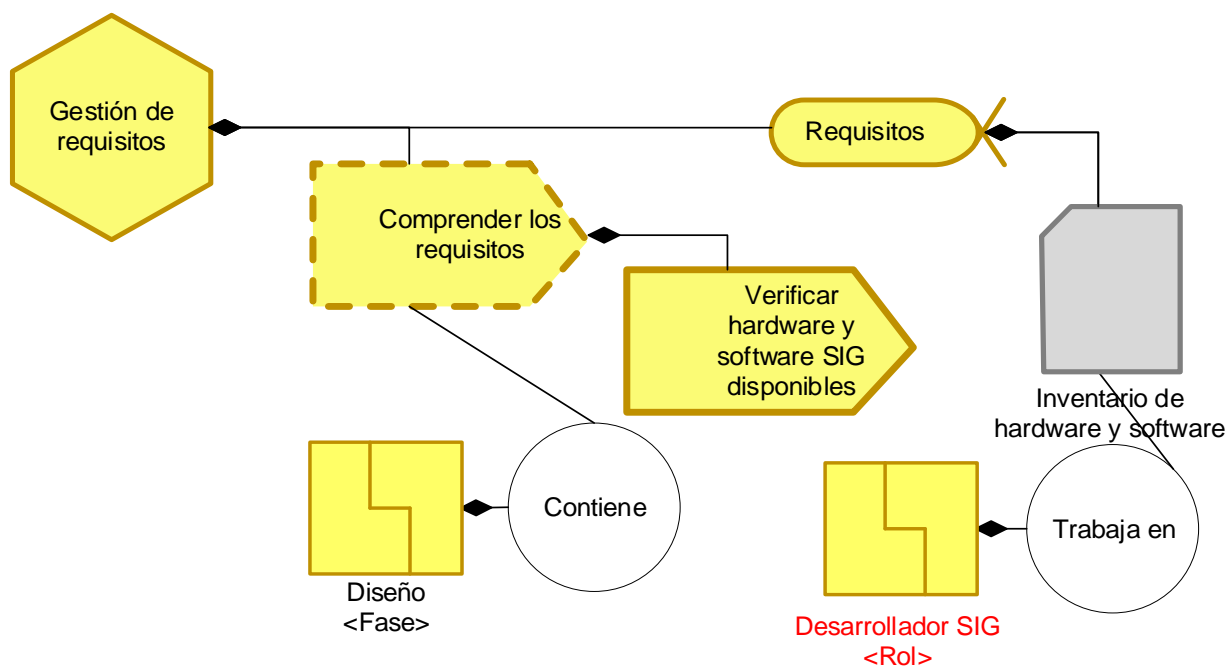 Gestión de
requisitos
Requisitos
Comprender los
requisitos
Verificar
hardware y
software SIG
disponibles
Inventario de
hardware y software
Contiene
Trabaja en
Diseño
<Fase>
Desarrollador SIG
<Rol>